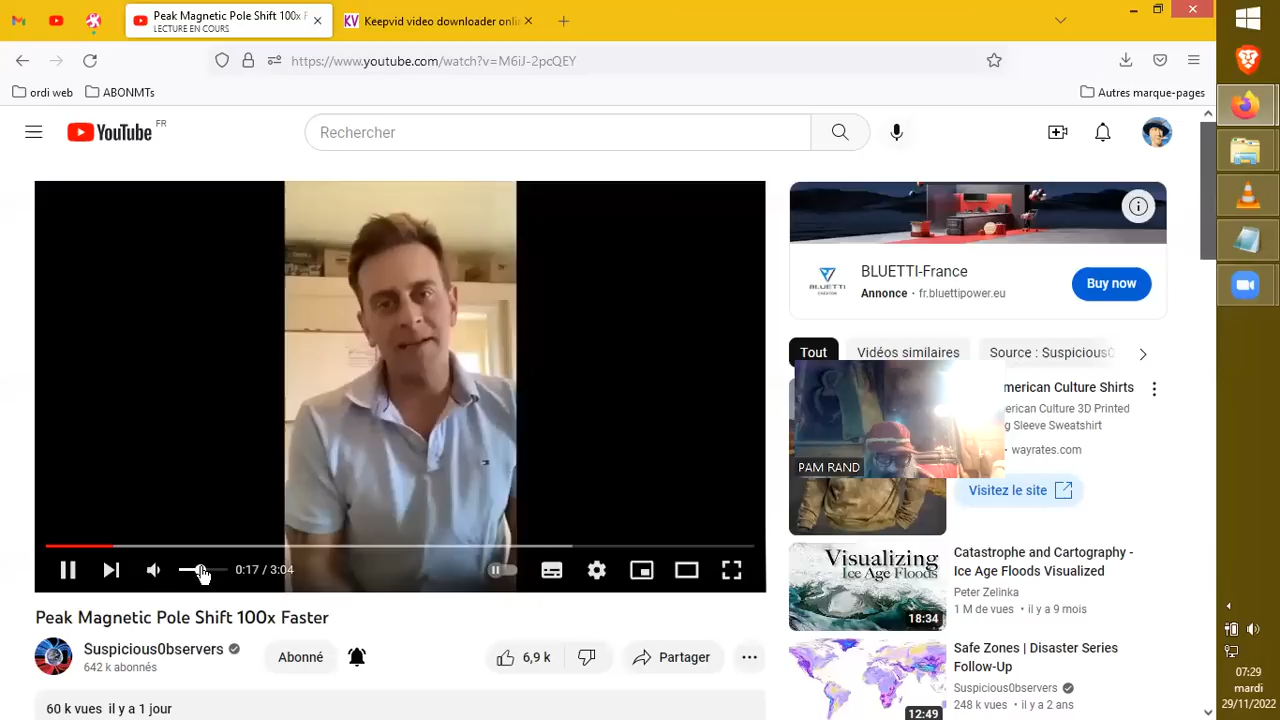 Peak Magnetic Pole Shift 100x F
LECTURE EN COURS
KV Keepvid video downloader onli
https://www.youtube.com/watch?v=M6iJ-2pcQEY
ordi web
ABONMTs
Autres marque-pages
YouTube FR
Rechercher
BLUETTI
BLUETTI-France
Annonce · fr.bluettipower.eu
Buy now
Tout
Vidéos similaires
Source : Suspicious0
merican Culture Shirts
erican Culture 3D Printed
g Sleeve Sweatshirt
wayrates.com
PAM RAND
Visitez le site
0:17 / 3:04
Visualizing
Ice Age Floods
18:34
Catastrophe and Cartography -
Ice Age Floods Visualized
Peter Zelinka
1 M de vues · il y a 9 mois
Peak Magnetic Pole Shift 100x Faster
Suspicious0bservers
642 k abonnés
Abonné
6,9 k
Partager
60 k vues il y a 1 jour
12:49
Safe Zones | Disaster Series
Follow-Up
Suspicious0bservers
248 k vues · il y a 2 ans
07:29
mardi
29/11/2022